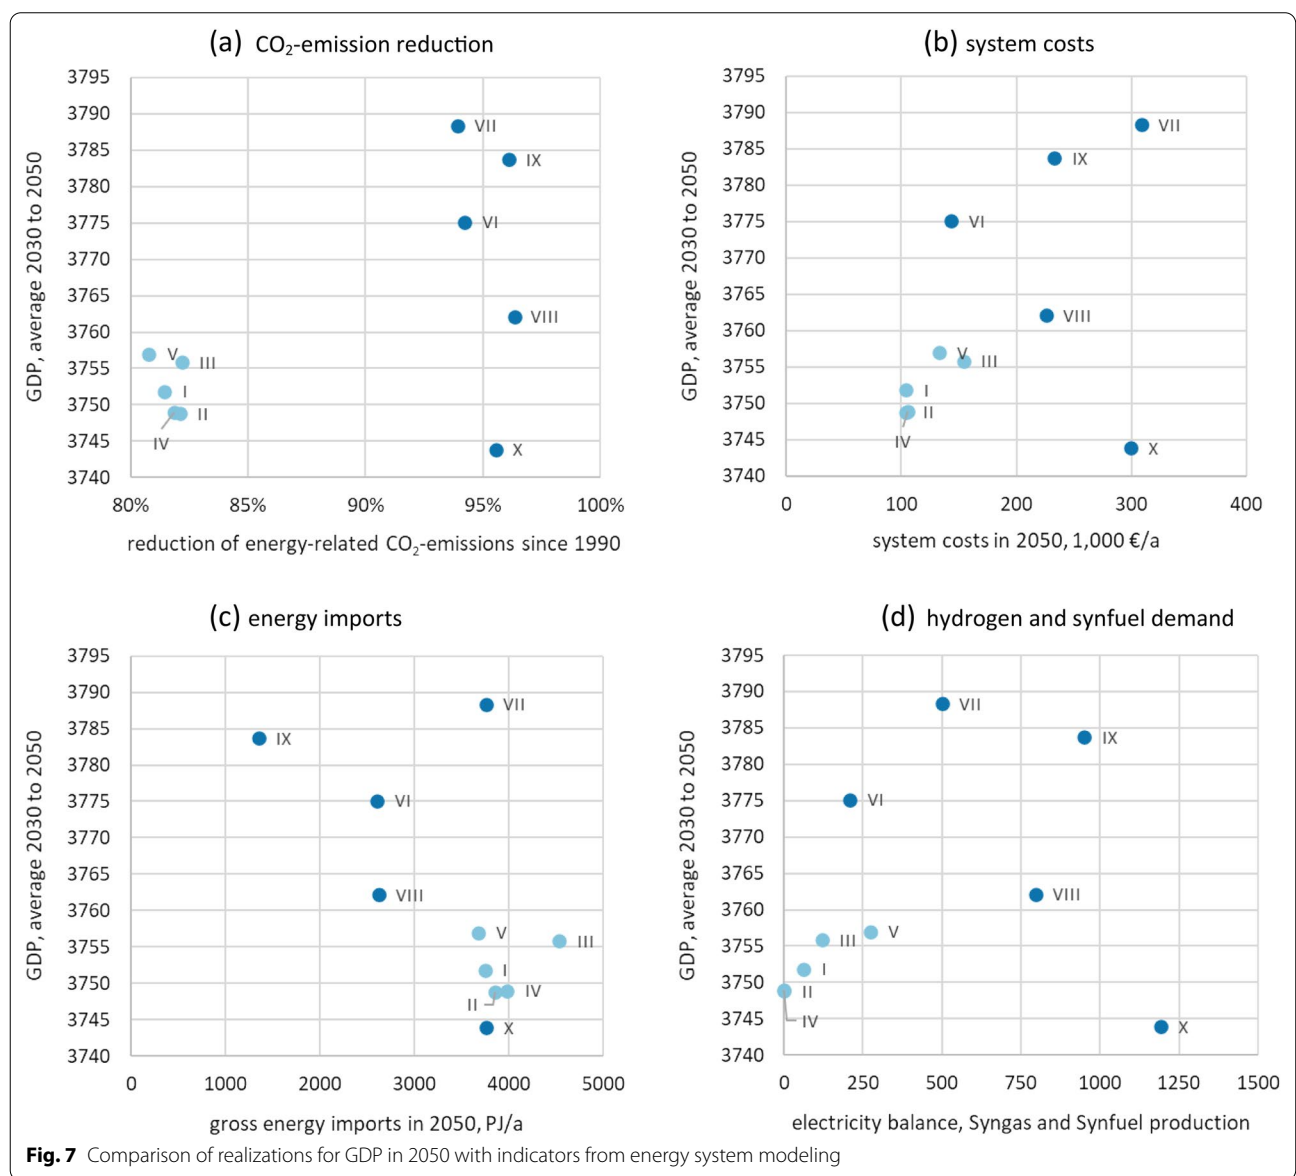 (a) CO₂-emission reduction
3795
3790
3785
3780
3775
3770
3765
3760
3755
3750
3745
3740
GDP, average 2030 to 2050
VII
IX
VI
VIII
V
III
I
II
IV
X
80% 85% 90% 95% 100%
reduction of energy-related CO₂-emissions since 1990
(b) system costs
3795
3790
3785
3780
3775
3770
3765
3760
3755
3750
3745
3740
GDP, average 2030 to 2050
VII
IX
VI
VIII
V
III
I
II
IV
X
0 100 200 300 400
system costs in 2050, 1,000 €/a
(c) energy imports
3795
3790
3785
3780
3775
3770
3765
3760
3755
3750
3745
3740
GDP, average 2030 to 2050
VII
IX
VI
VIII
V
III
I
IV
II
X
0 1000 2000 3000 4000 5000
gross energy imports in 2050, PJ/a
(d) hydrogen and synfuel demand
3795
3790
3785
3780
3775
3770
3765
3760
3755
3750
3745
3740
GDP, average 2030 to 2050
VII
IX
VI
VIII
V
III
I
II
IV
X
0 250 500 750 1000 1250 1500
electricity balance, Syngas and Synfuel production
Fig. 7 Comparison of realizations for GDP in 2050 with indicators from energy system modeling